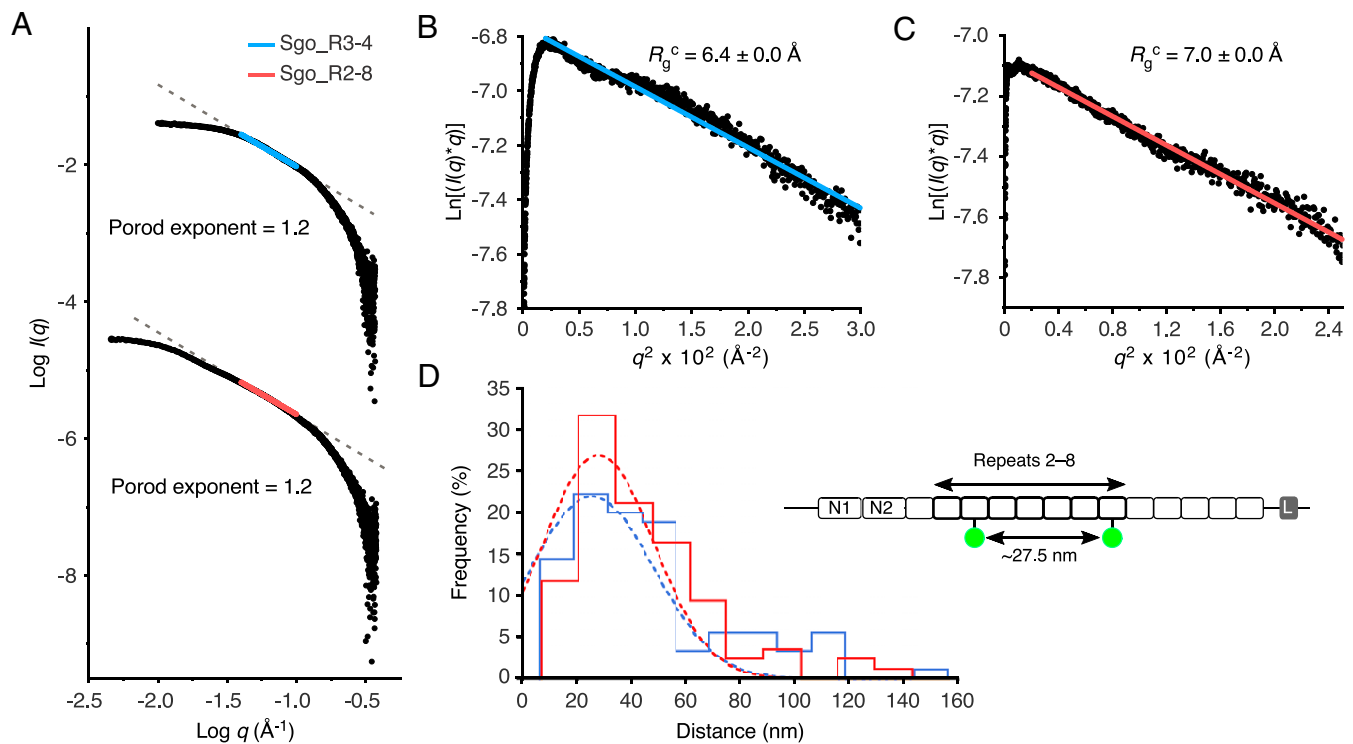 A
Sgo_R3-4
Sgo_R2-8
-2
-4
-6
-8
Porod exponent = 1.2
Porod exponent = 1.2
Log I(q)
-2.5
-2.0
-1.5
-1.0
-0.5
Log q (Å⁻¹)
B
Rgᶜ = 6.4 ± 0.0 Å
-6.8
-7.0
-7.2
-7.4
-7.6
-7.8
Ln[(I(q)*q)]
0 0.5 1.0 1.5 2.0 2.5 3.0
q² x 10² (Å⁻²)
C
Rgᶜ = 7.0 ± 0.0 Å
-7.0
-7.2
-7.4
-7.6
-7.8
Ln[(I(q)*q)]
0 0.4 0.8 1.2 1.6 2.0 2.4
q² x 10² (Å⁻²)
D
35
30
25
20
15
10
5
0
Frequency (%)
0 20 40 60 80 100 120 140 160
Distance (nm)
Repeats 2–8
N1 N2 L
~27.5 nm